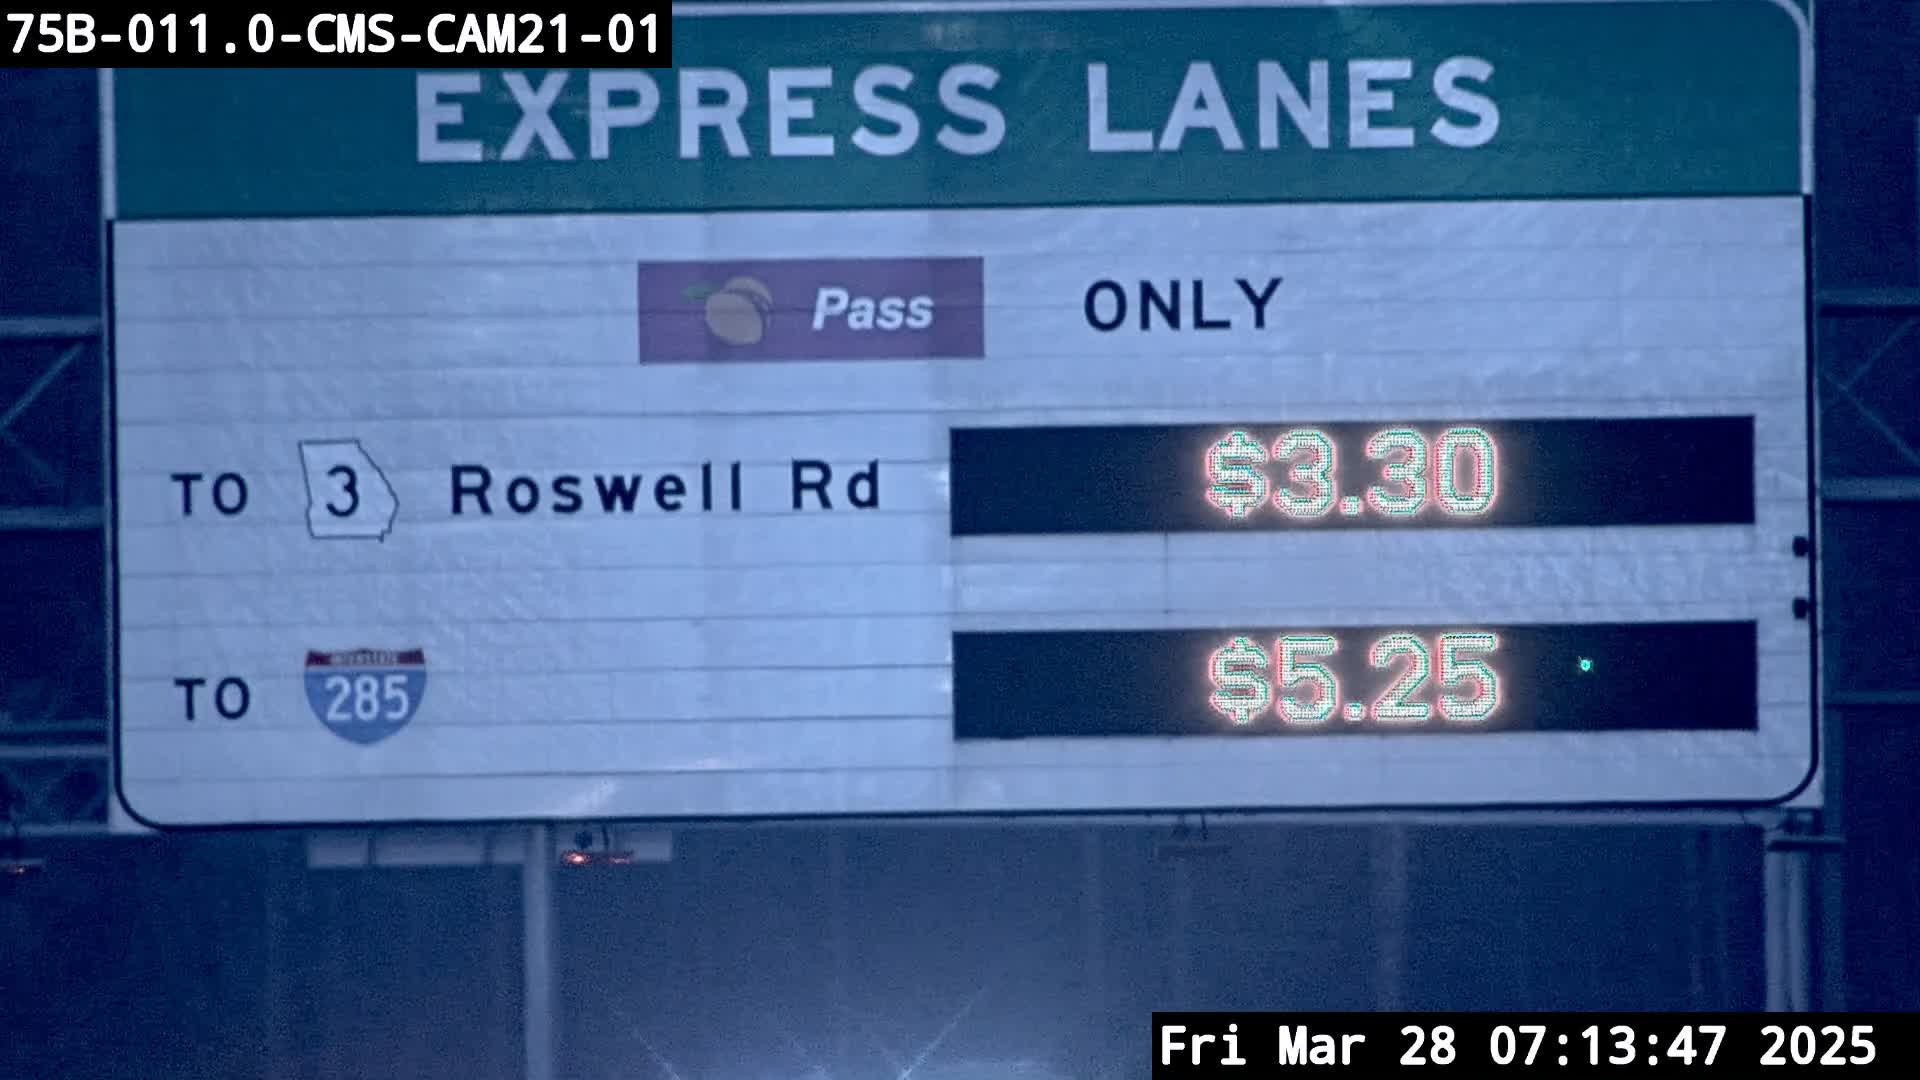 75B-011.0-CMS-CAM21-01
EXPRESS LANES
Pass ONLY
TO 3 Roswell Rd $3.30
INTERSTATE
TO 285 $5.25
Fri Mar 28 07:13:47 2025